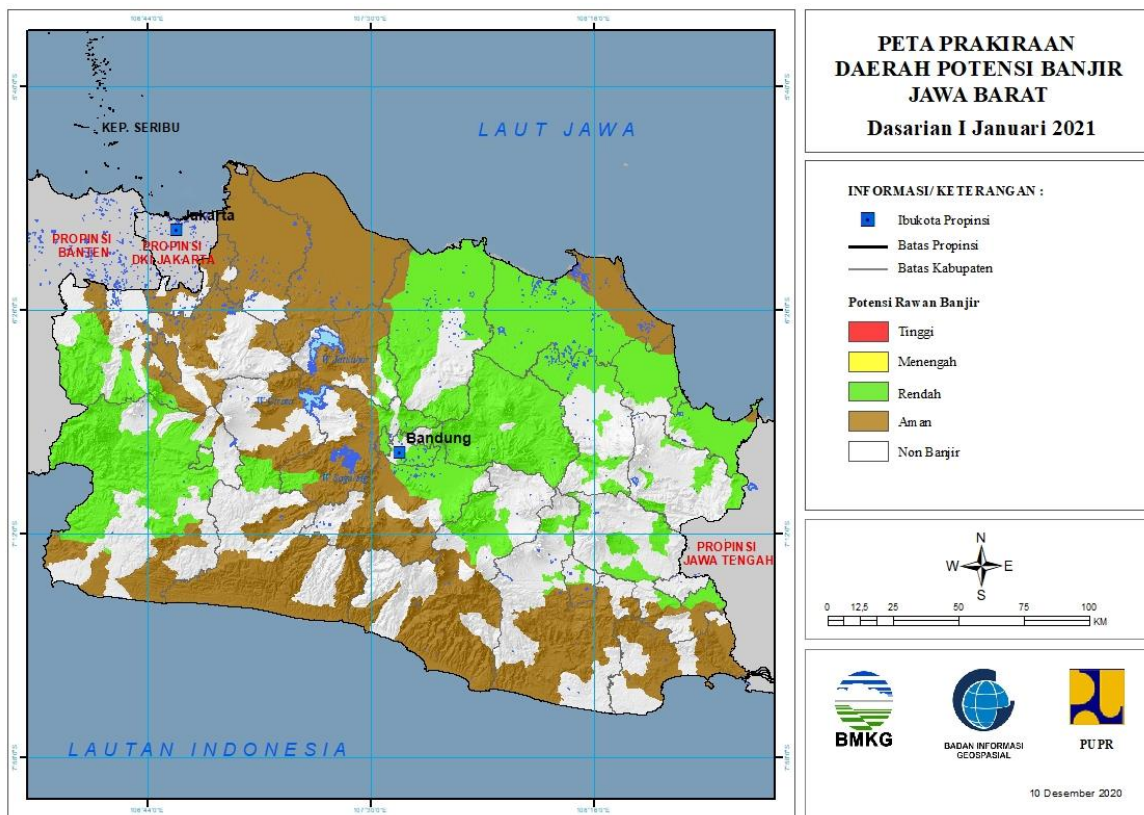 PETA PRAKIRAAN
DAERAH POTENSI BANJIR
JAWA BARAT
Dasarian I Januari 2021
INFORMASI/KETERANGAN :
Ibukota Propinsi
Batas Propinsi
Batas Kabupaten
Potensi Rawan Banjir
Tinggi
Menengah
Rendah
Aman
Non Banjir
N
W E
S
0 12,5 25 50 75 100
KM
BMKG
BADAN INFORMASI
GEOSPASIAL
PUPR
10 Desember 2020
KEP. SERIBU
LAUT JAWA
Jakarta
PROPINSI
BANTEN
PROPINSI
DKI JAKARTA
Bandung
PROPINSI
JAWA TENGAH
LAUTAN INDONESIA